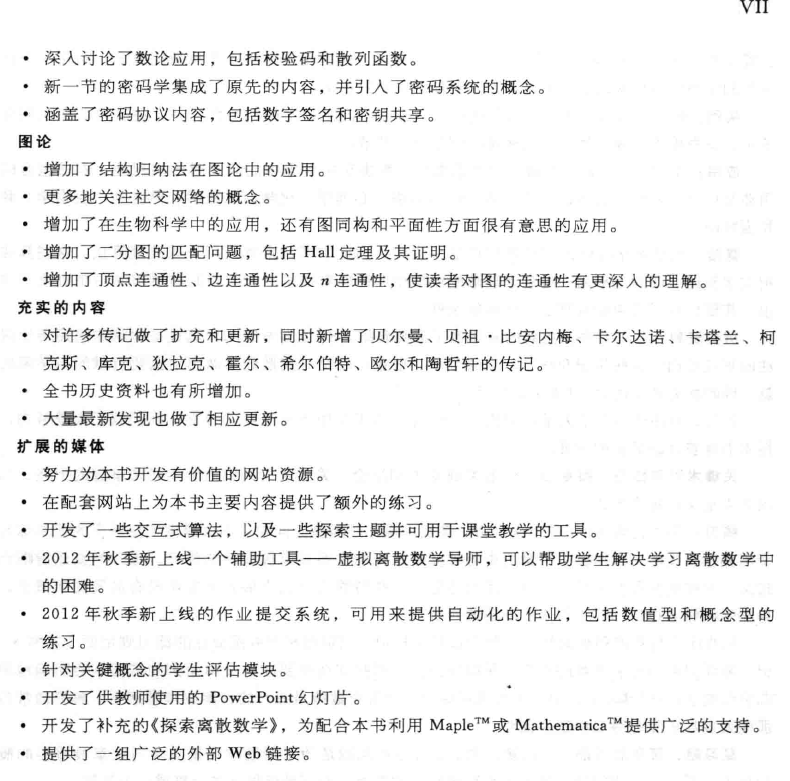 VII
• 深入讨论了数论应用，包括校验码和散列函数。
• 新一节的密码学集成了原先的内容，并引入了密码系统的概念。
• 涵盖了密码协议内容，包括数字签名和密钥共享。
图论
• 增加了结构归纳法在图论中的应用。
• 更多地关注社交网络的概念。
• 增加了在生物科学中的应用，还有图同构和平面性方面很有意思的应用。
• 增加了二分图的匹配问题，包括 Hall 定理及其证明。
• 增加了顶点连通性、边连通性以及 n 连通性，使读者对图的连通性有更深入的理解。
充实的内容
• 对许多传记做了扩充和更新，同时新增了贝尔曼、贝祖·比安内梅、卡尔达诺、卡塔兰、柯
克斯、库克、狄拉克、霍尔、希尔伯特、欧尔和陶哲轩的传记。
• 全书历史资料也有所增加。
• 大量最新发现也做了相应更新。
扩展的媒体
• 努力为本书开发有价值的网站资源。
• 在配套网站上为本书主要内容提供了额外的练习。
• 开发了一些交互式算法，以及一些探索主题并可用于课堂教学的工具。
• 2012 年秋季新上线一个辅助工具——虚拟离散数学导师，可以帮助学生解决学习离散数学中
的困难。
• 2012 年秋季新上线的作业提交系统，可用来提供自动化的作业，包括数值型和概念型的
练习。
• 针对关键概念的学生评估模块。
• 开发了供教师使用的 PowerPoint 幻灯片。
• 开发了补充的《探索离散数学》，为配合本书利用 Maple™ 或 Mathematica™ 提供广泛的支持。
• 提供了一组广泛的外部 Web 链接。